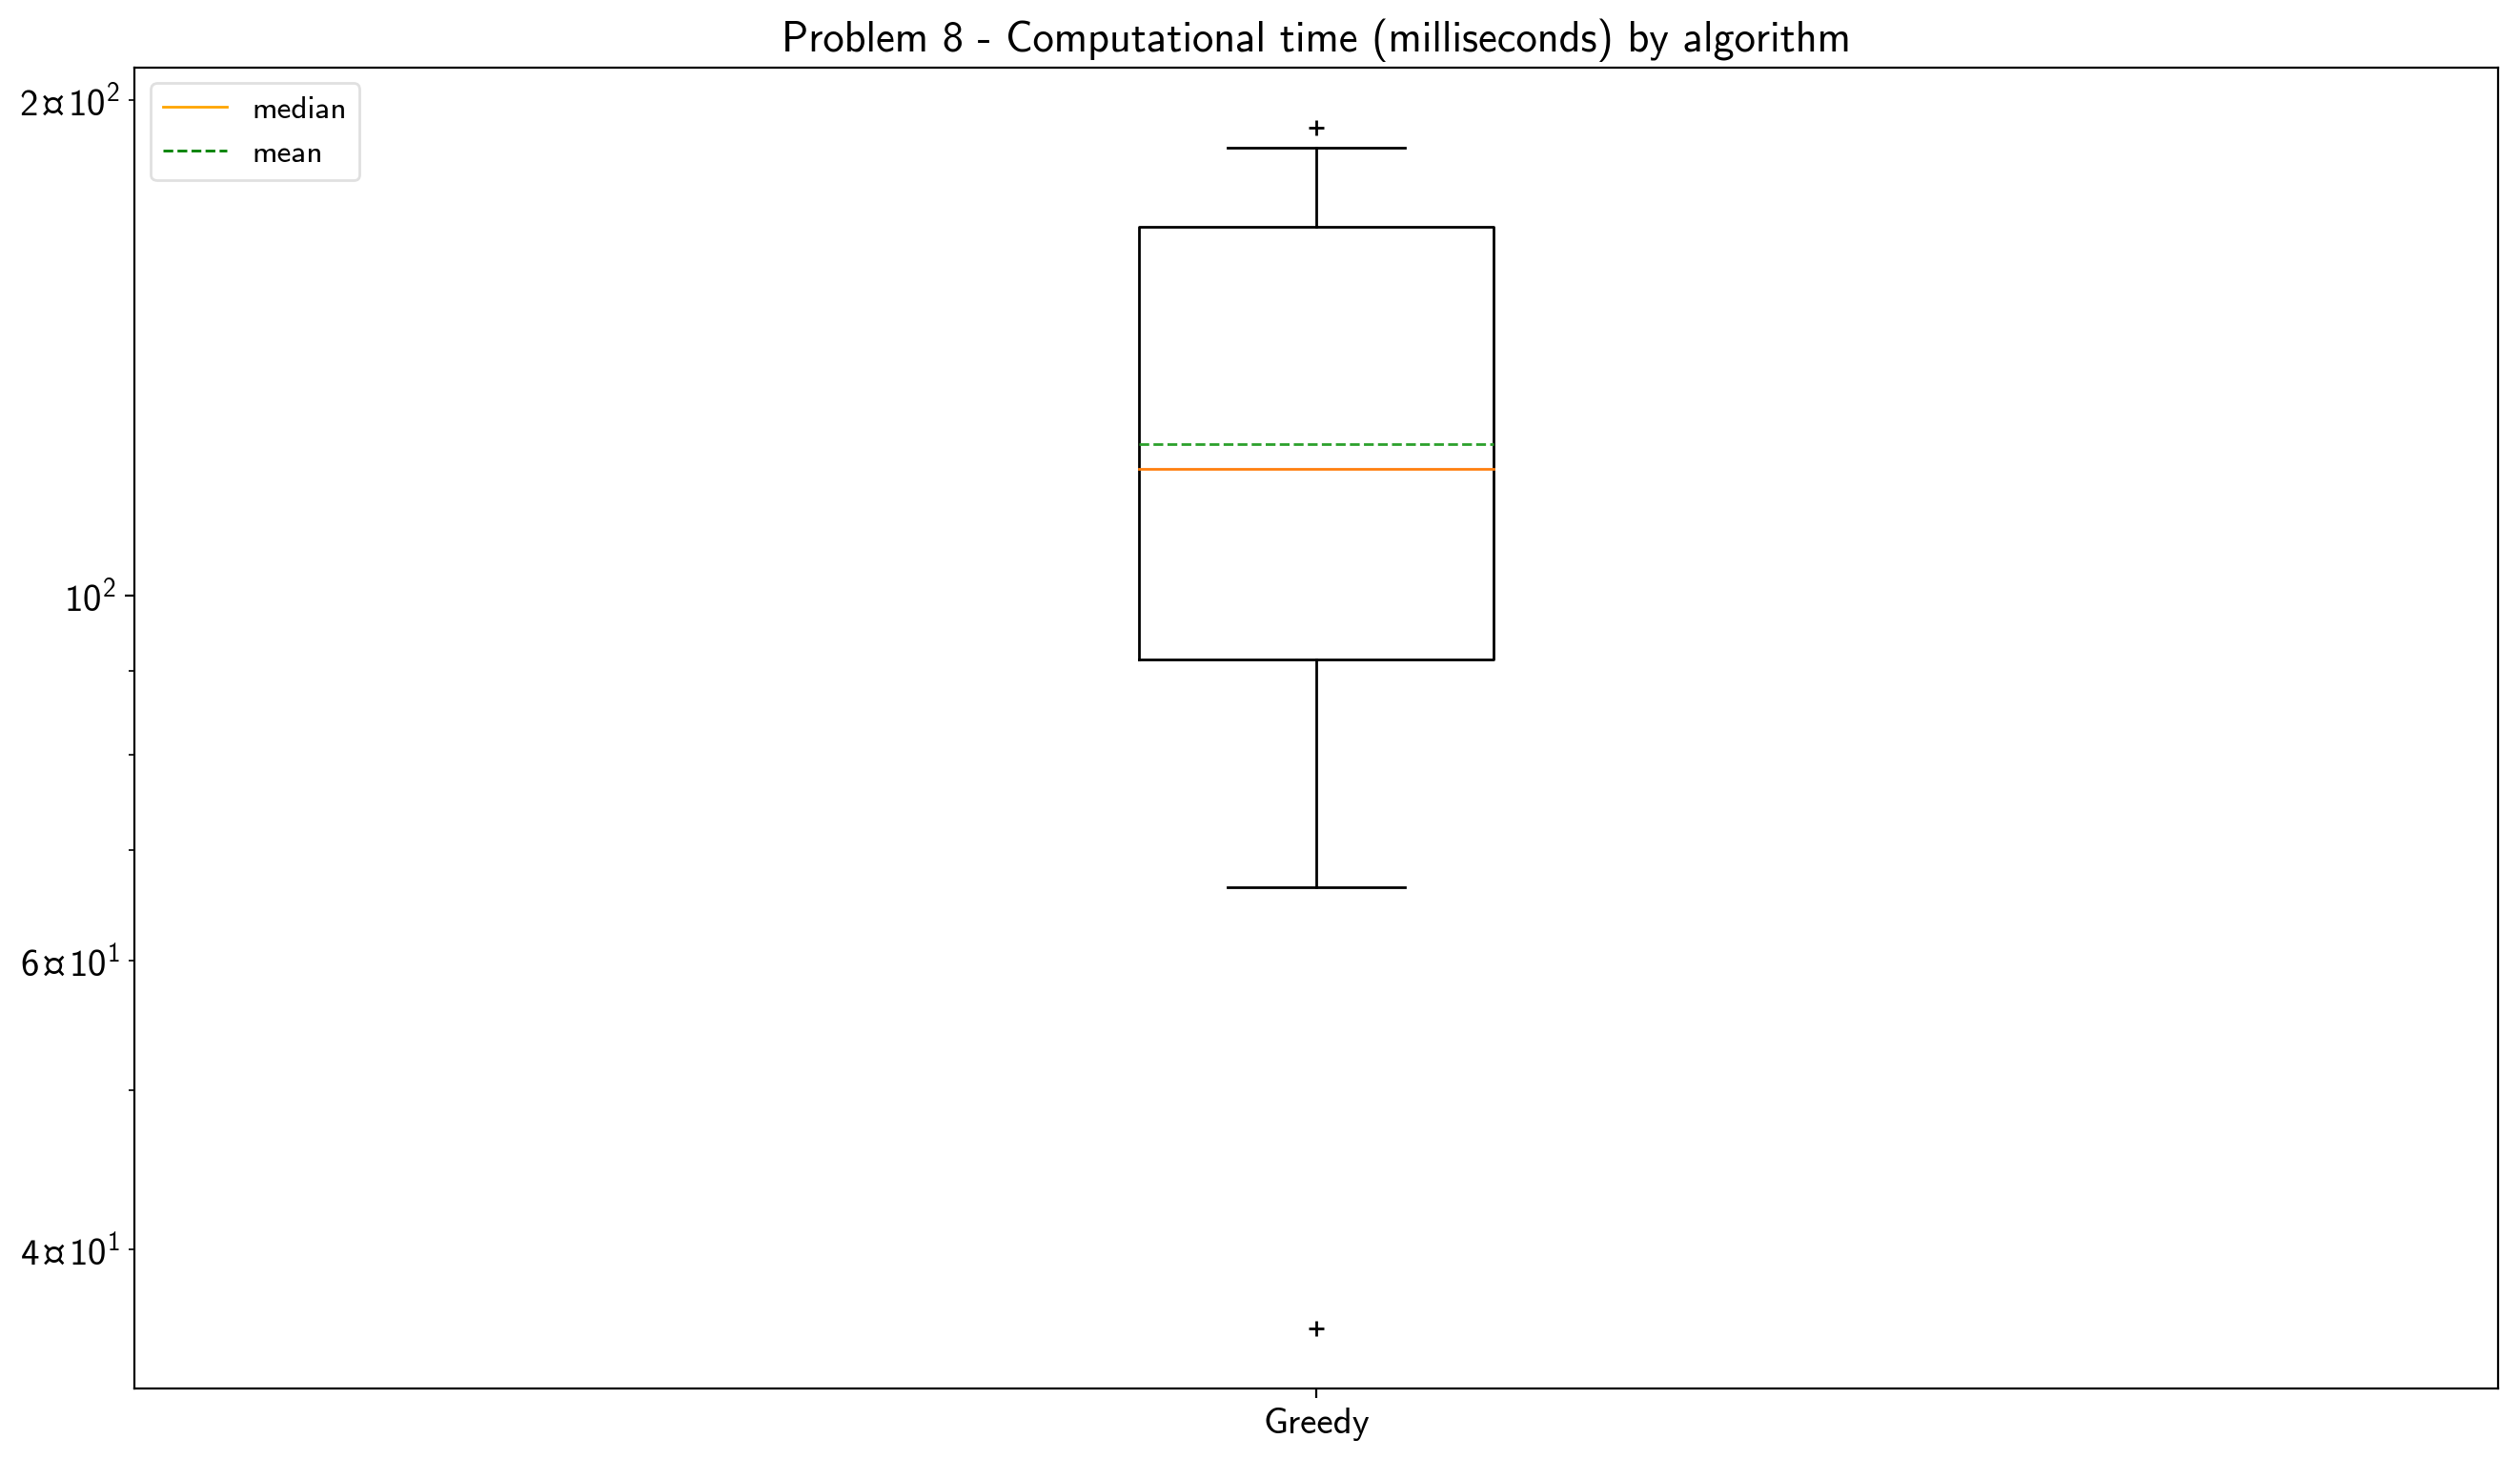 Problem 8 - Computational time (milliseconds) by algorithm
2¤10²
median
mean
10²
6¤10¹
4¤10¹
Greedy